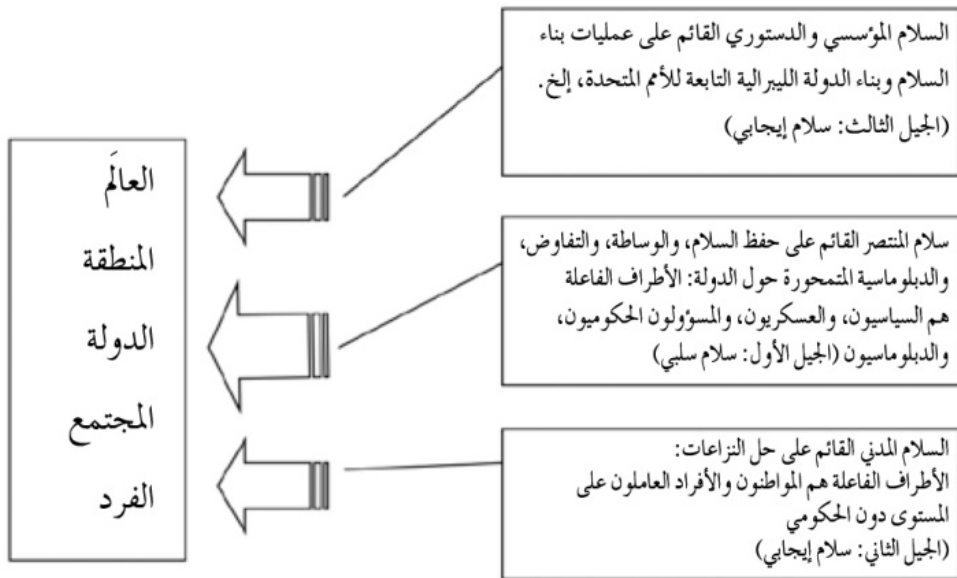 السلام المؤسسي والدستوري القائم على عمليات بناء
السلام وبناء الدولة الليبرالية التابعة للأمم المتحدة، إلخ.
(الجيل الثالث: سلام إيجابي)
سلام المنتصر القائم على حفظ السلام، والوساطة، والتفاوض،
والدبلوماسية المتمحورة حول الدولة: الأطراف الفاعلة
هم السياسيون، والعسكريون، والمسؤولون الحكوميون،
والدبلوماسيون (الجيل الأول: سلام سلبي)
السلام المدني القائم على حل النزاعات:
الأطراف الفاعلة هم المواطنون والأفراد العاملون على
المستوى دون الحكومي
(الجيل الثاني: سلام إيجابي)
العالَم
المنطقة
الدولة
المجتمع
الفرد